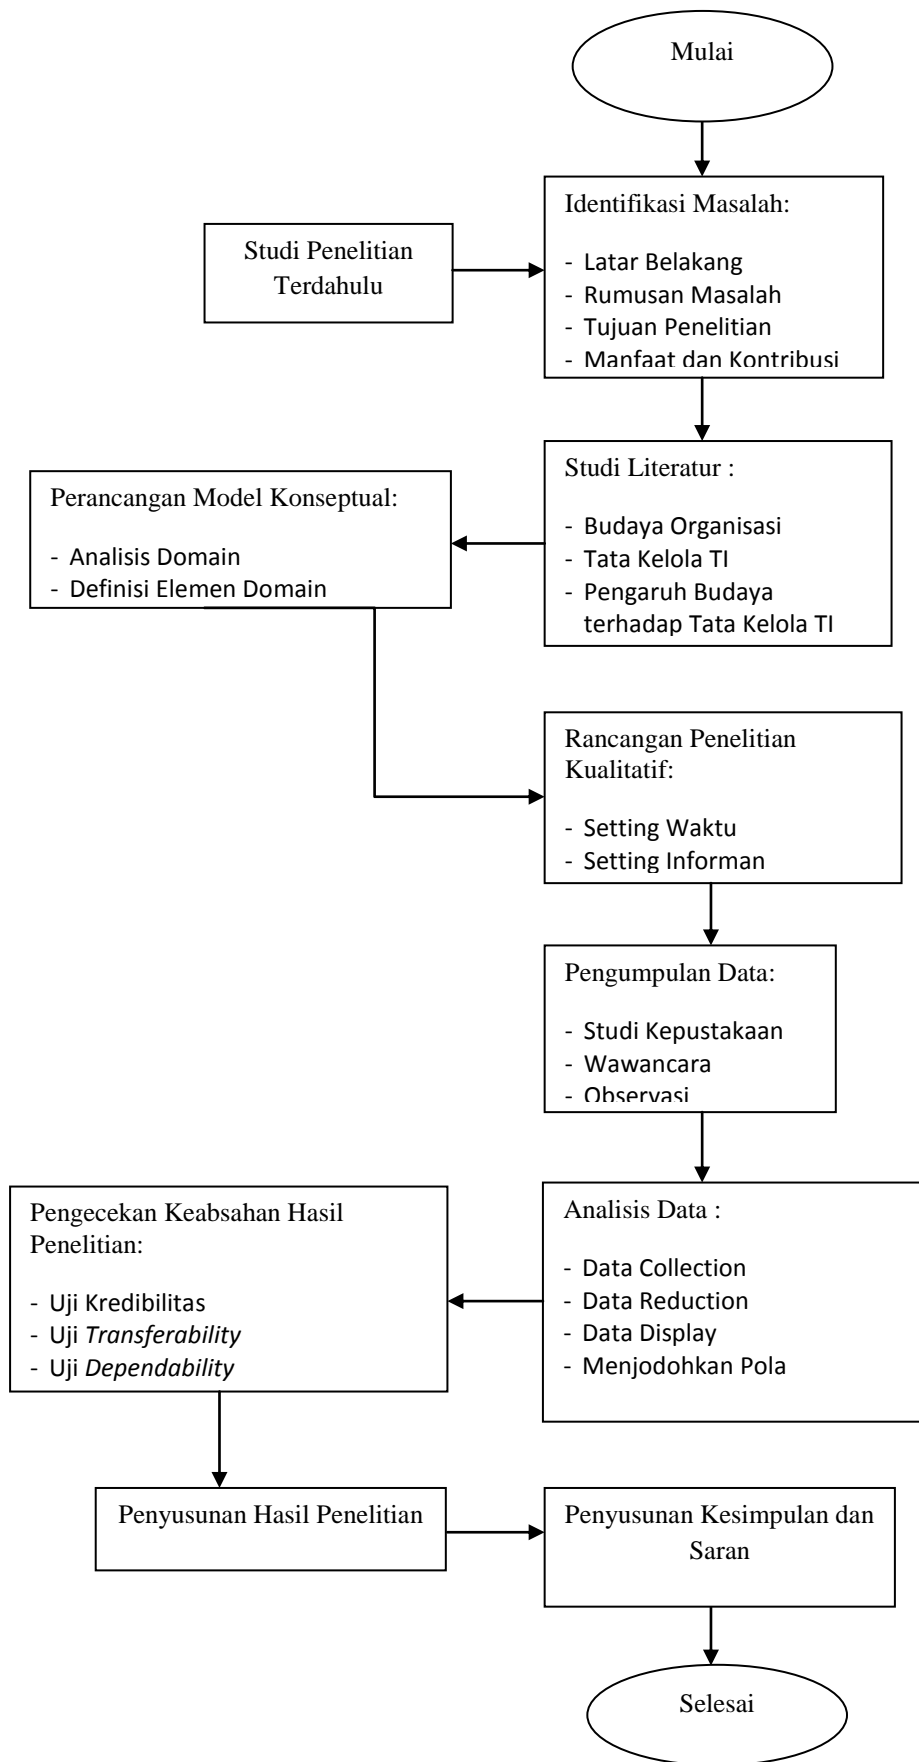 Mulai
Studi Penelitian
Terdahulu
Identifikasi Masalah:
- Latar Belakang
- Rumusan Masalah
- Tujuan Penelitian
- Manfaat dan Kontribusi
Studi Literatur :
- Budaya Organisasi
- Tata Kelola TI
- Pengaruh Budaya
terhadap Tata Kelola TI
Perancangan Model Konseptual:
- Analisis Domain
- Definisi Elemen Domain
Rancangan Penelitian
Kualitatif:
- Setting Waktu
- Setting Informan
Pengumpulan Data:
- Studi Kepustakaan
- Wawancara
- Observasi
Analisis Data :
- Data Collection
- Data Reduction
- Data Display
- Menjodohkan Pola
Pengecekan Keabsahan Hasil
Penelitian:
- Uji Kredibilitas
- Uji Transferability
- Uji Dependability
Penyusunan Hasil Penelitian
Penyusunan Kesimpulan dan
Saran
Selesai